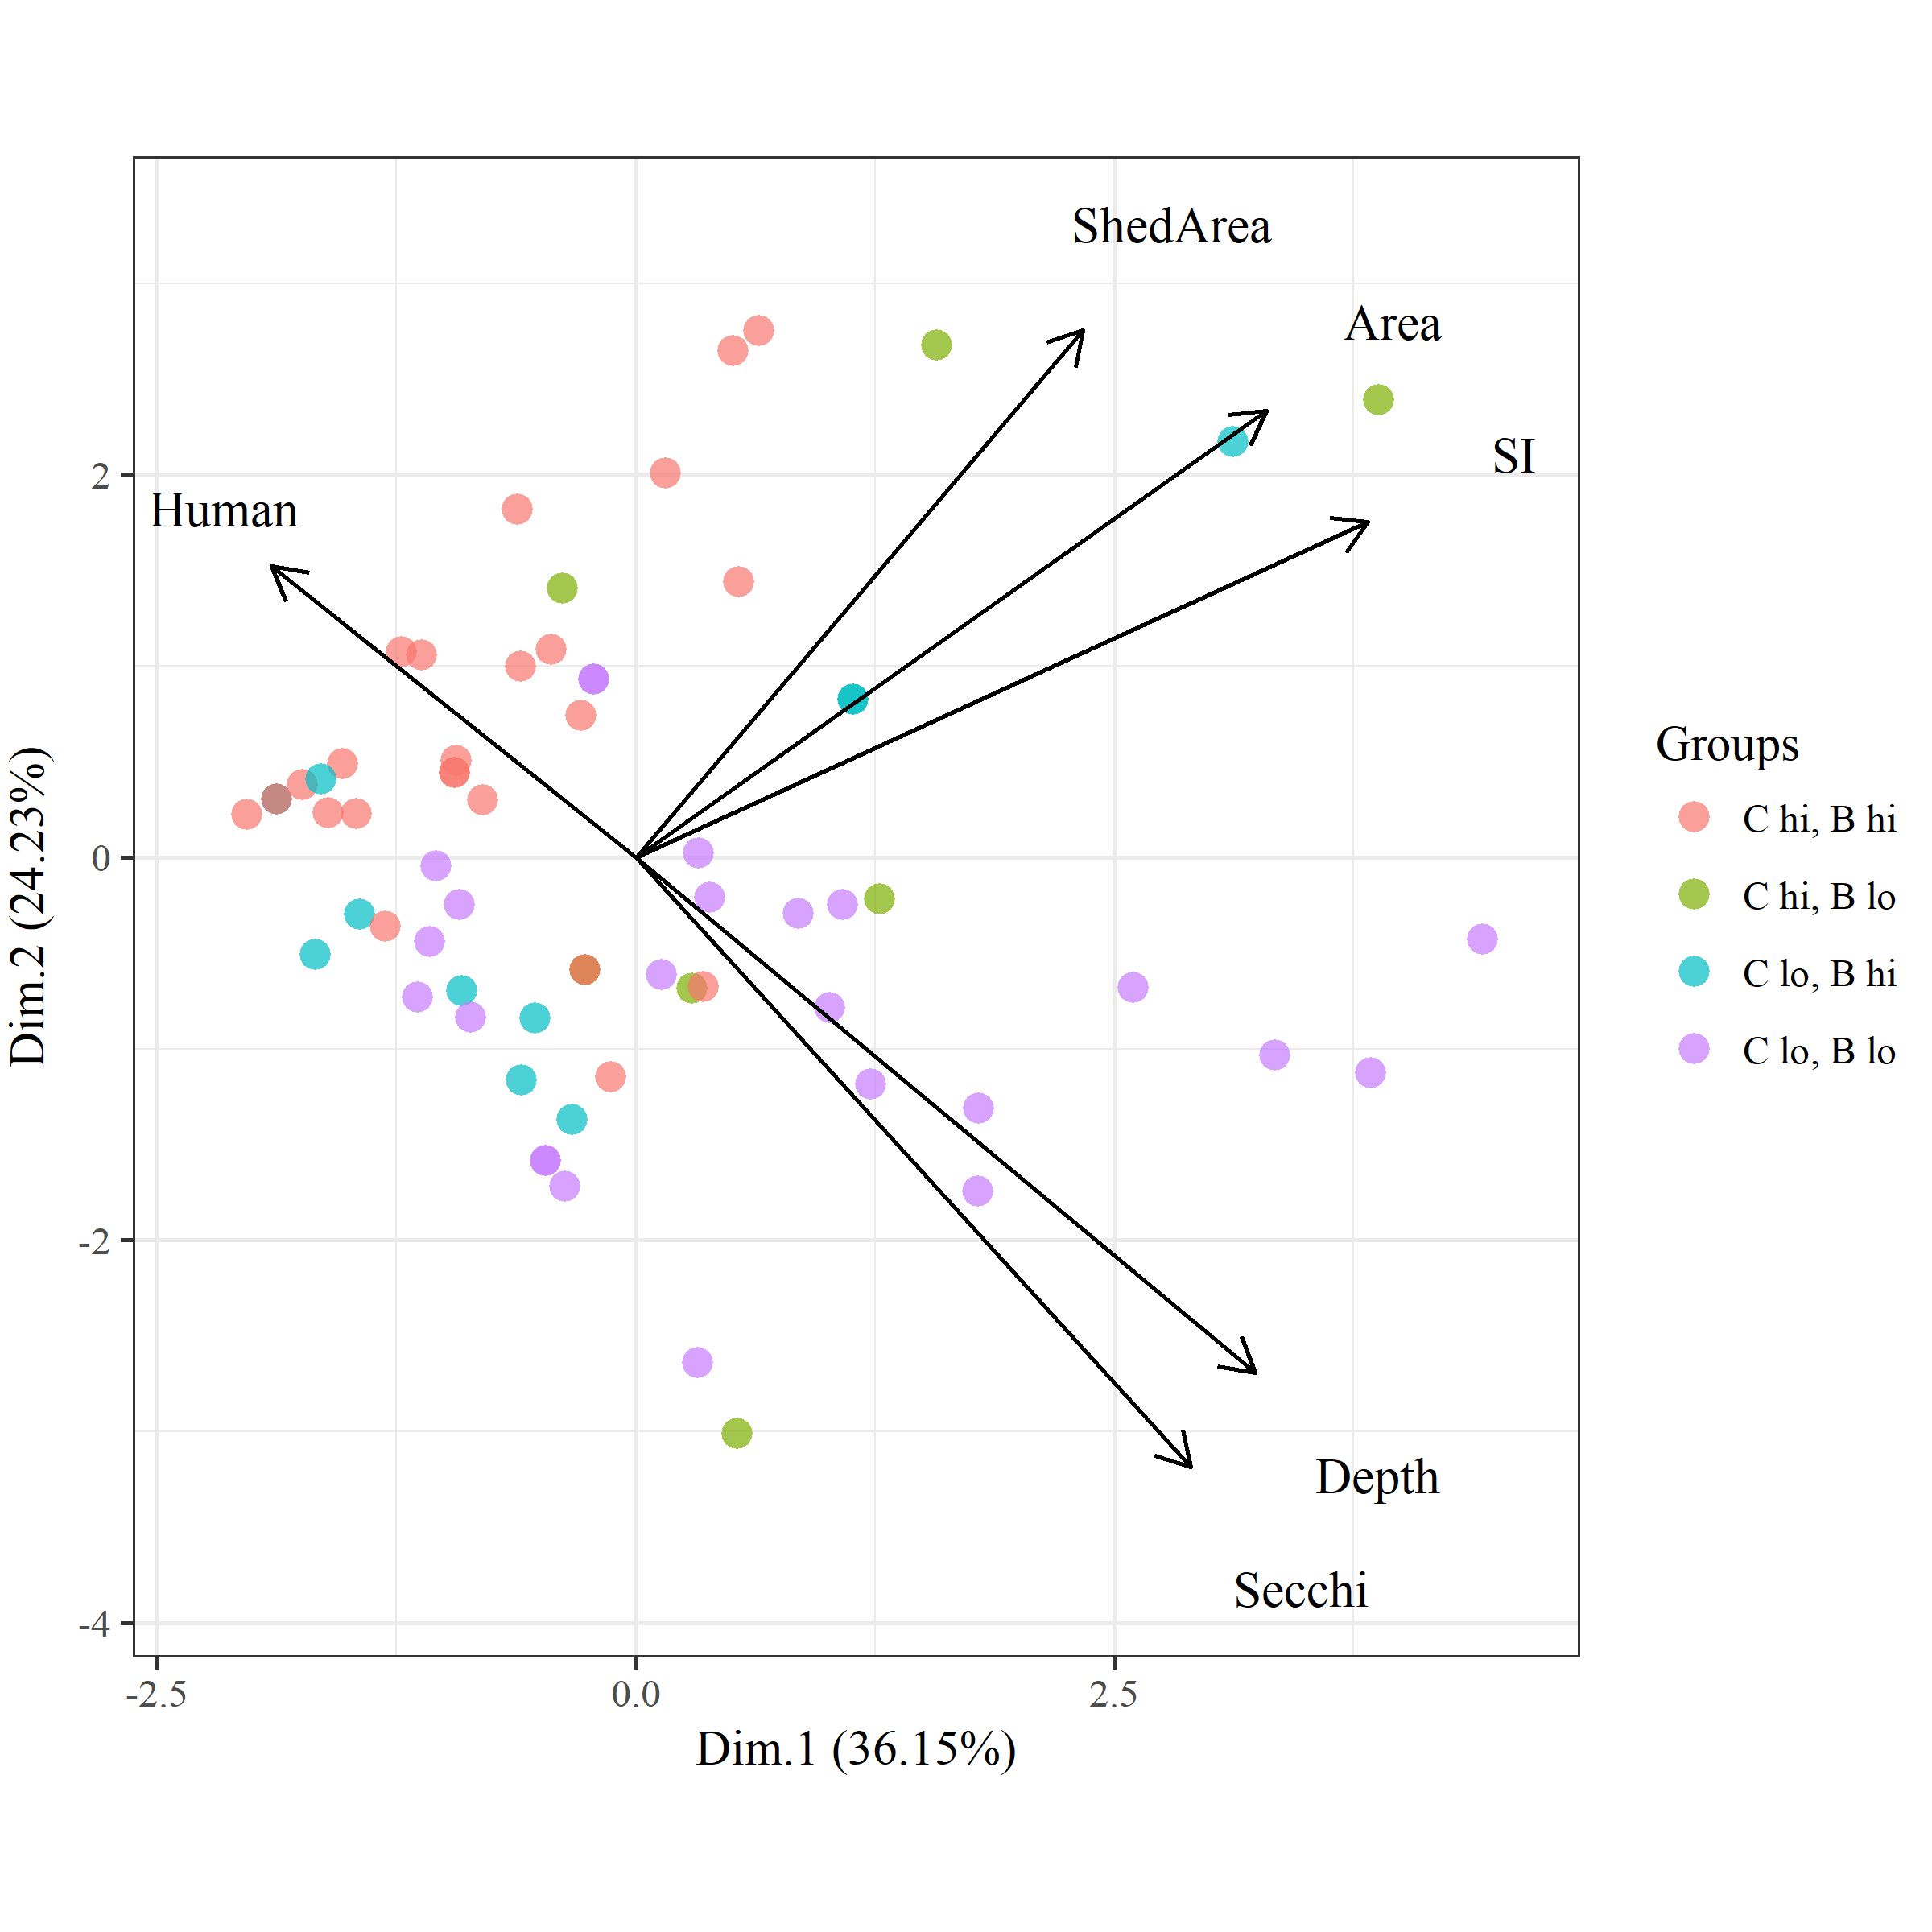 ShedArea
Area
SI
Human
Depth
Secchi
2
0
-2
-4
Dim.2 (24.23%)
-2.5
0.0
2.5
Dim.1 (36.15%)
Groups
C hi, B hi
C hi, B lo
C lo, B hi
C lo, B lo